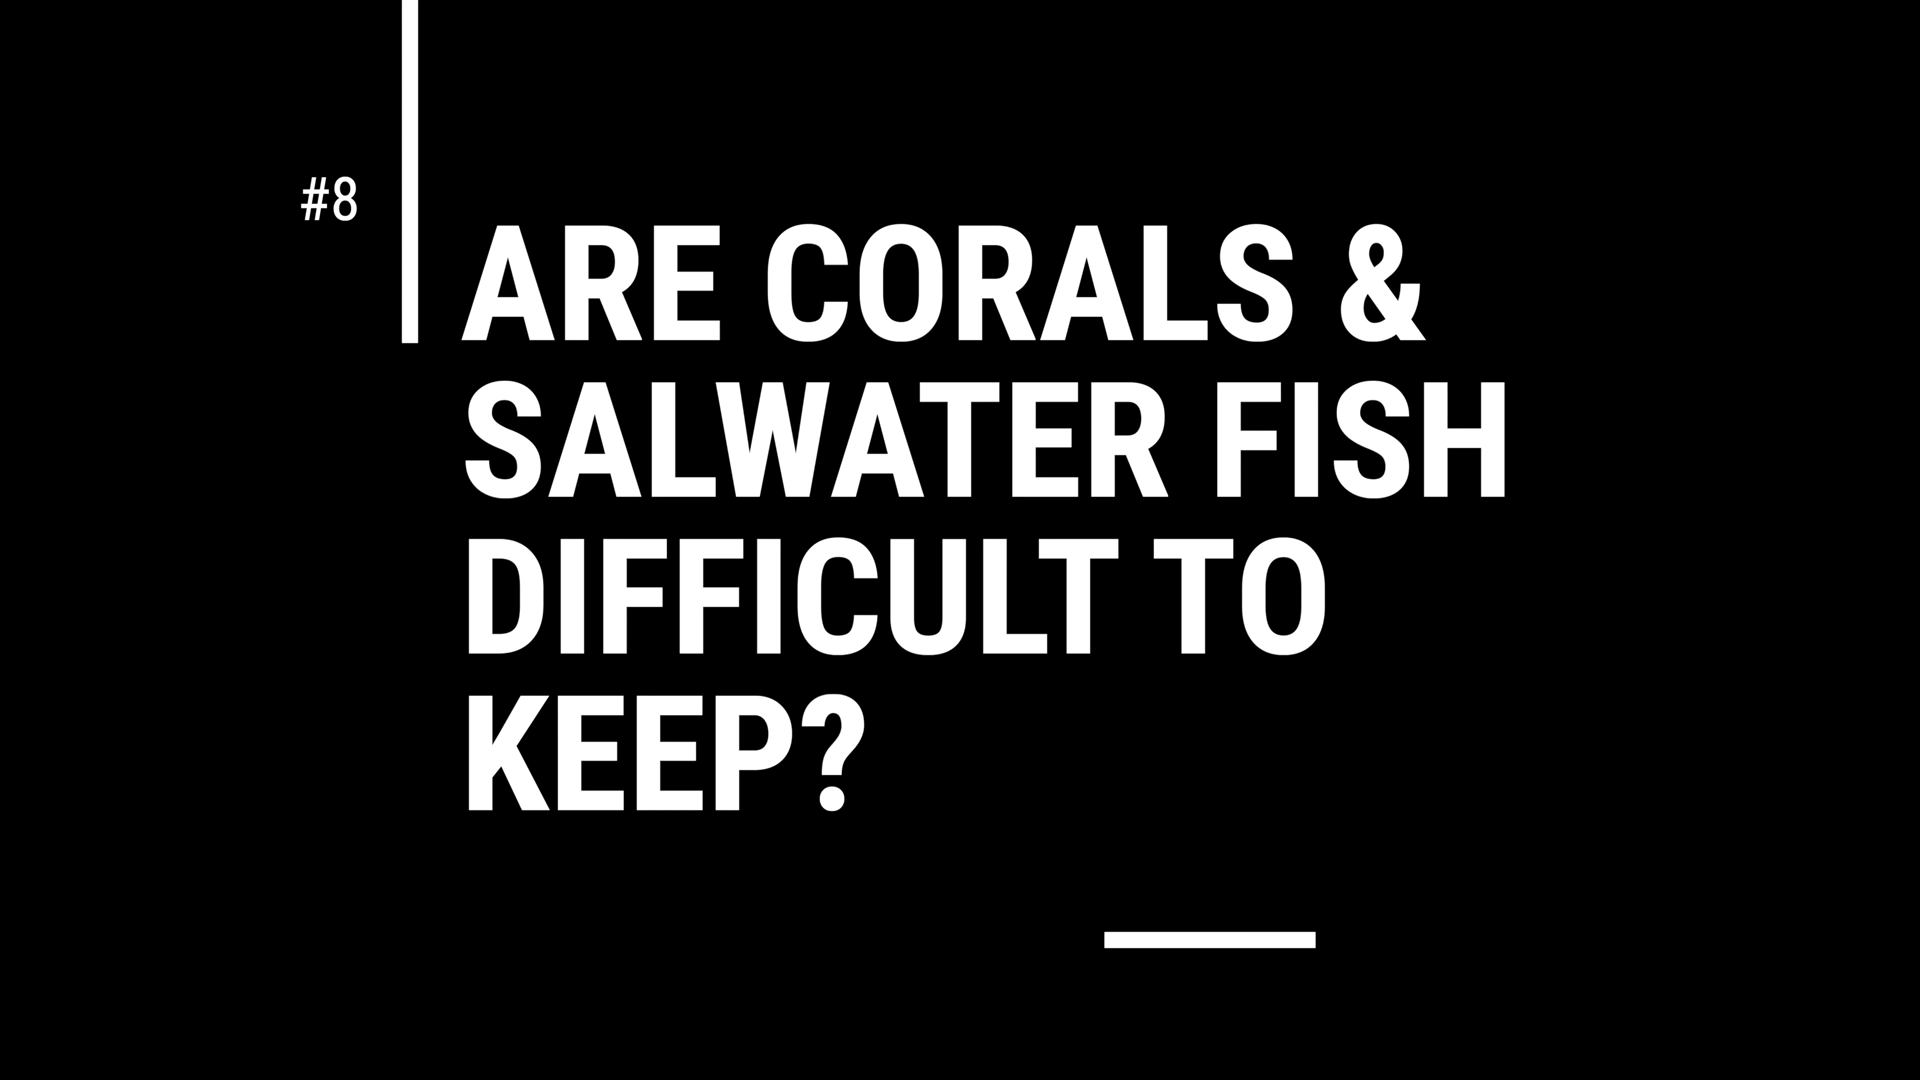 #8
ARE CORALS &
SALWATER FISH
DIFFICULT TO
KEEP?